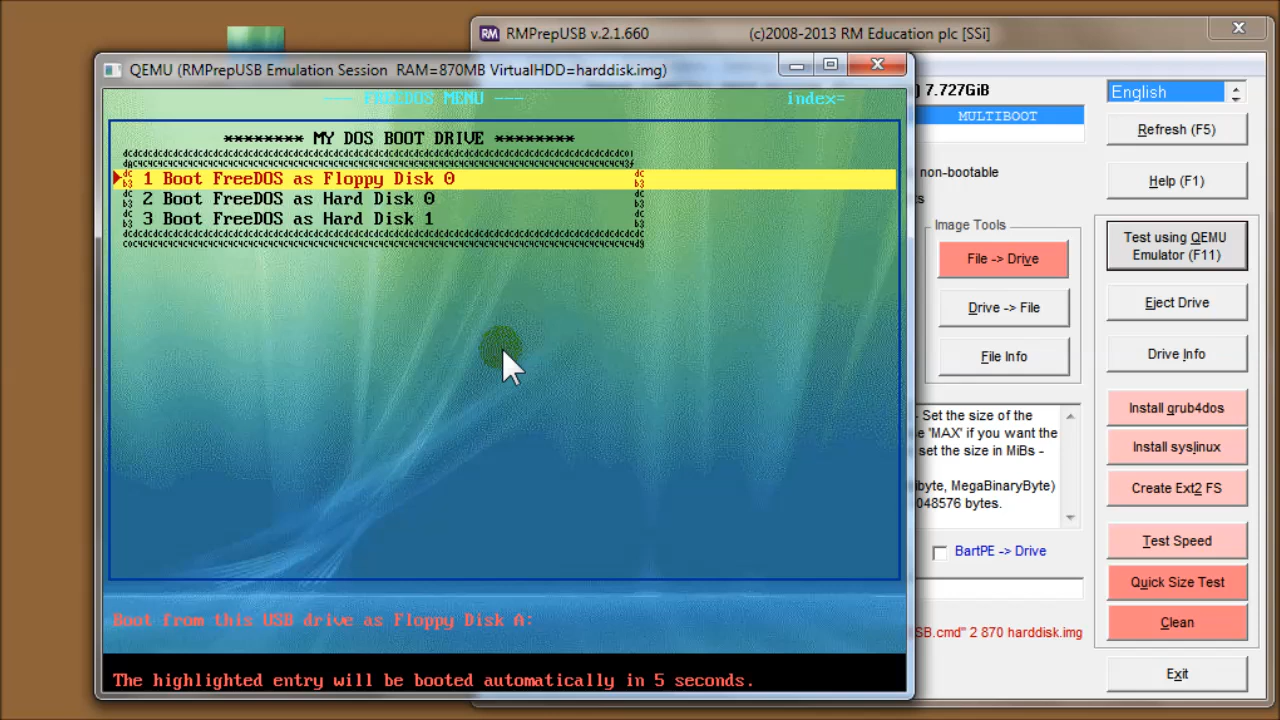 RMPrepUSB v.2.1.660 (c)2008-2013 RM Education plc [SSi]
QEMU (RMPrepUSB Emulation Session RAM=870MB VirtualHDD=harddisk.img)
--- FREEDOS MENU ---
index=
******** MY DOS BOOT DRIVE ********
1 Boot FreeDOS as Floppy Disk 0
2 Boot FreeDOS as Hard Disk 0
3 Boot FreeDOS as Hard Disk 1
Boot from this USB drive as Floppy Disk A:
The highlighted entry will be booted automatically in 5 seconds.
] 7.727GiB
MULTIBOOT
non-bootable
Image Tools
File -> Drive
Drive -> File
File Info
- Set the size of the
'MAX' if you want the
set the size in MiBs -
ibyte, MegaBinaryByte)
048576 bytes.
BartPE -> Drive
SB.cmd" 2 870 harddisk.img
English
Refresh (F5)
Help (F1)
Test using QEMU
Emulator (F11)
Eject Drive
Drive Info
Install grub4dos
Install syslinux
Create Ext2 FS
Test Speed
Quick Size Test
Clean
Exit